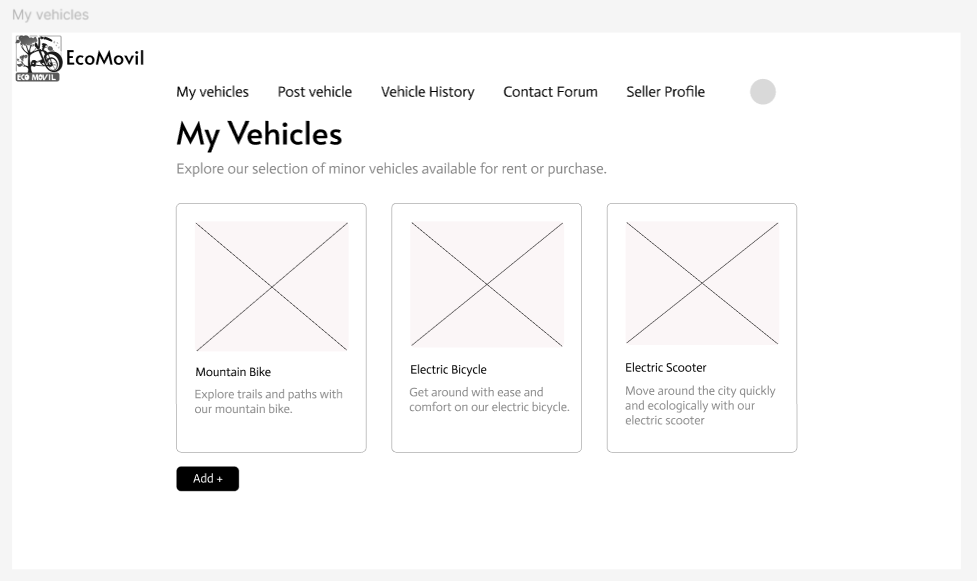 My vehicles
ECO MOVIL
EcoMovil
My vehicles Post vehicle Vehicle History Contact Forum Seller Profile
My Vehicles
Explore our selection of minor vehicles available for rent or purchase.
Mountain Bike
Explore trails and paths with
our mountain bike.
Electric Bicycle
Get around with ease and
comfort on our electric bicycle.
Electric Scooter
Move around the city quickly
and ecologically with our
electric scooter
Add +